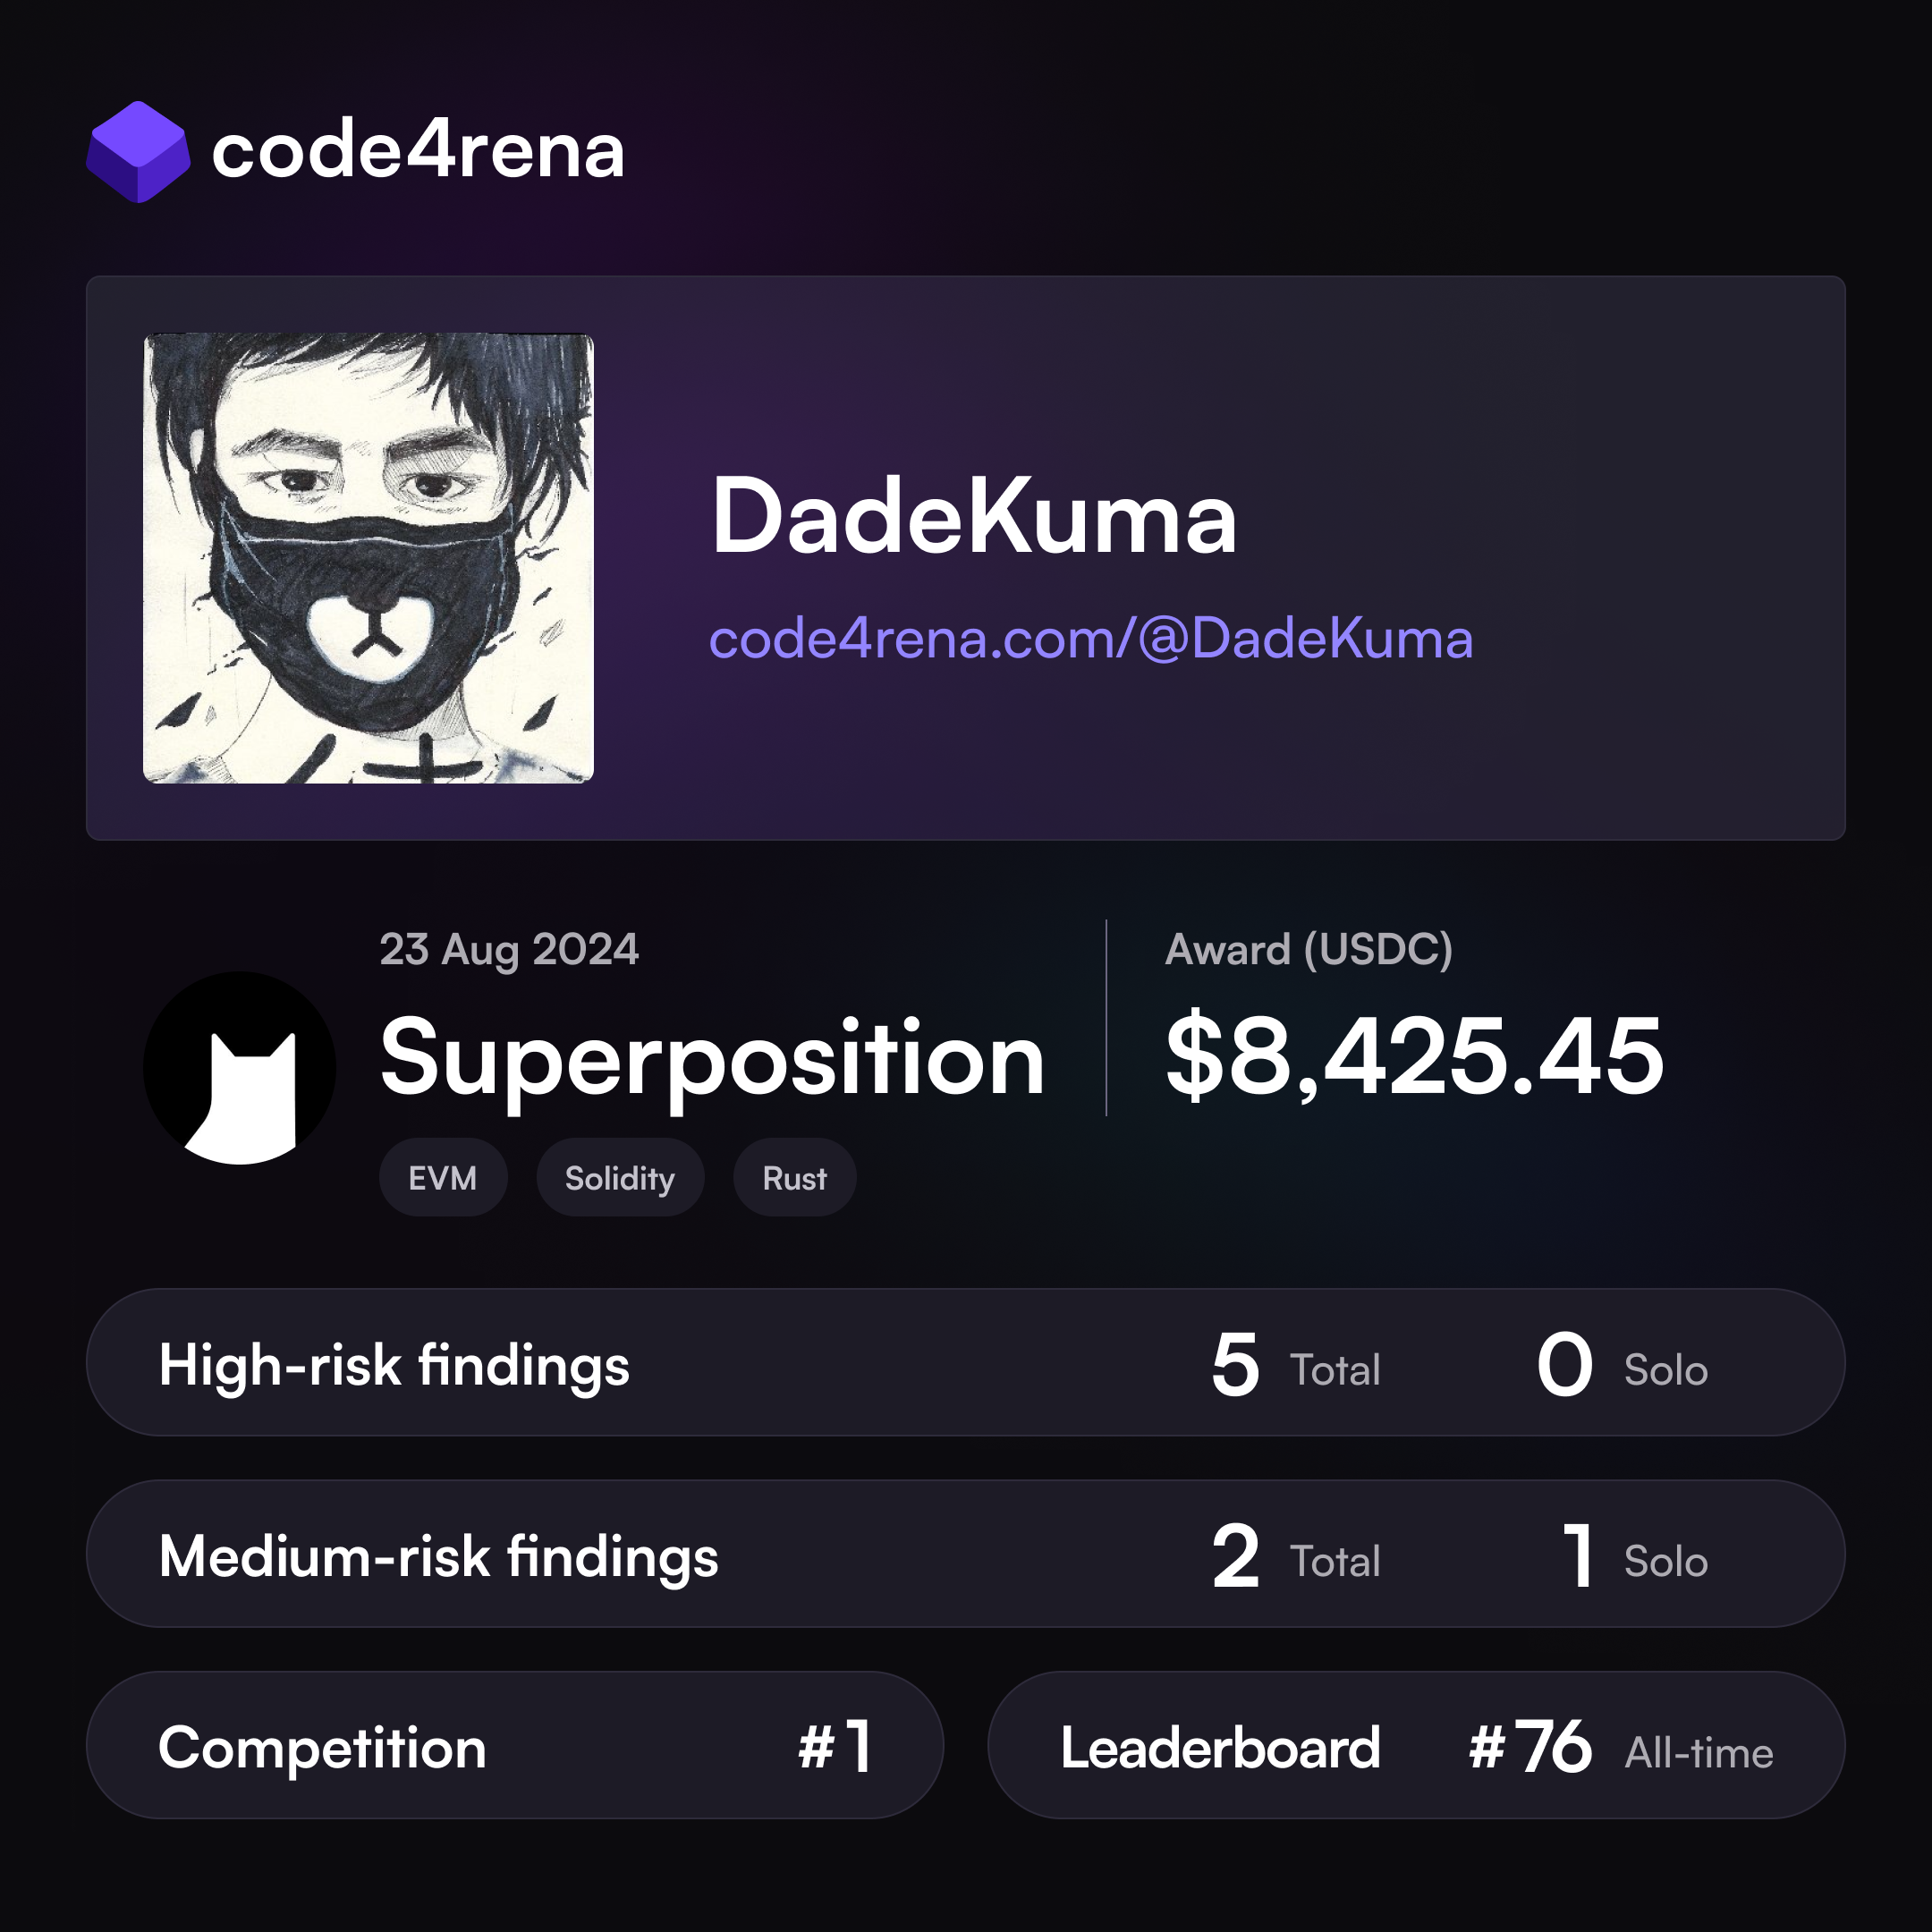 code4rena
DadeKuma
code4rena.com/@DadeKuma
23 Aug 2024
Superposition
EVM Solidity Rust
Award (USDC)
$8,425.45
High-risk findings 5 Total 0 Solo
Medium-risk findings 2 Total 1 Solo
Competition #1
Leaderboard #76 All-time